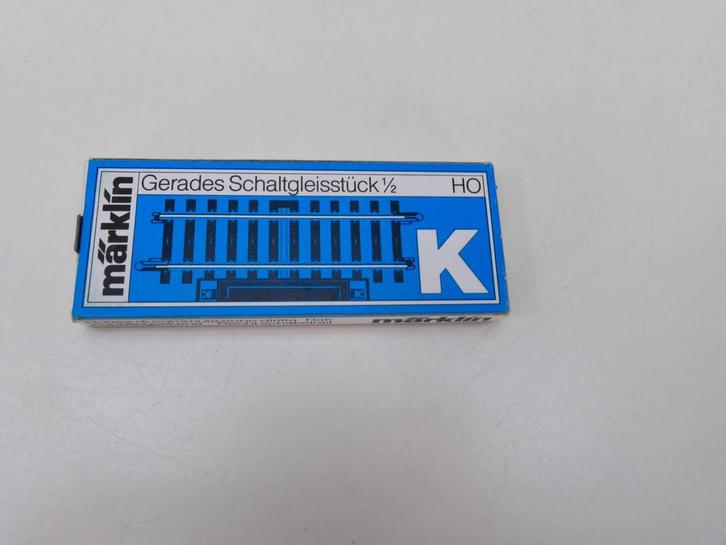 märklin
Gerades Schaltgleisstück ½ HO
K
märklin